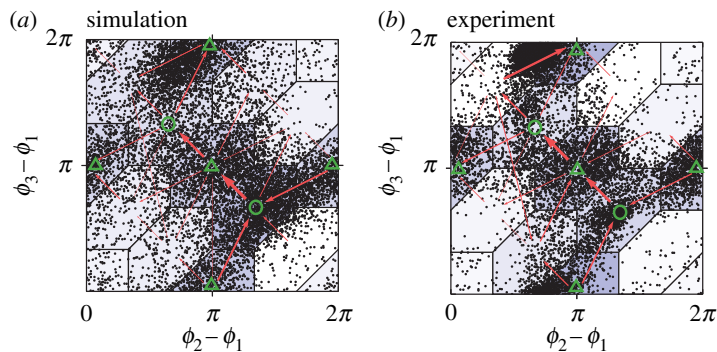 (a) simulation
2π
π
ϕ3 – ϕ1
0
π
2π
ϕ2 – ϕ1
(b) experiment
2π
π
ϕ3 – ϕ1
0
π
2π
ϕ2 – ϕ1